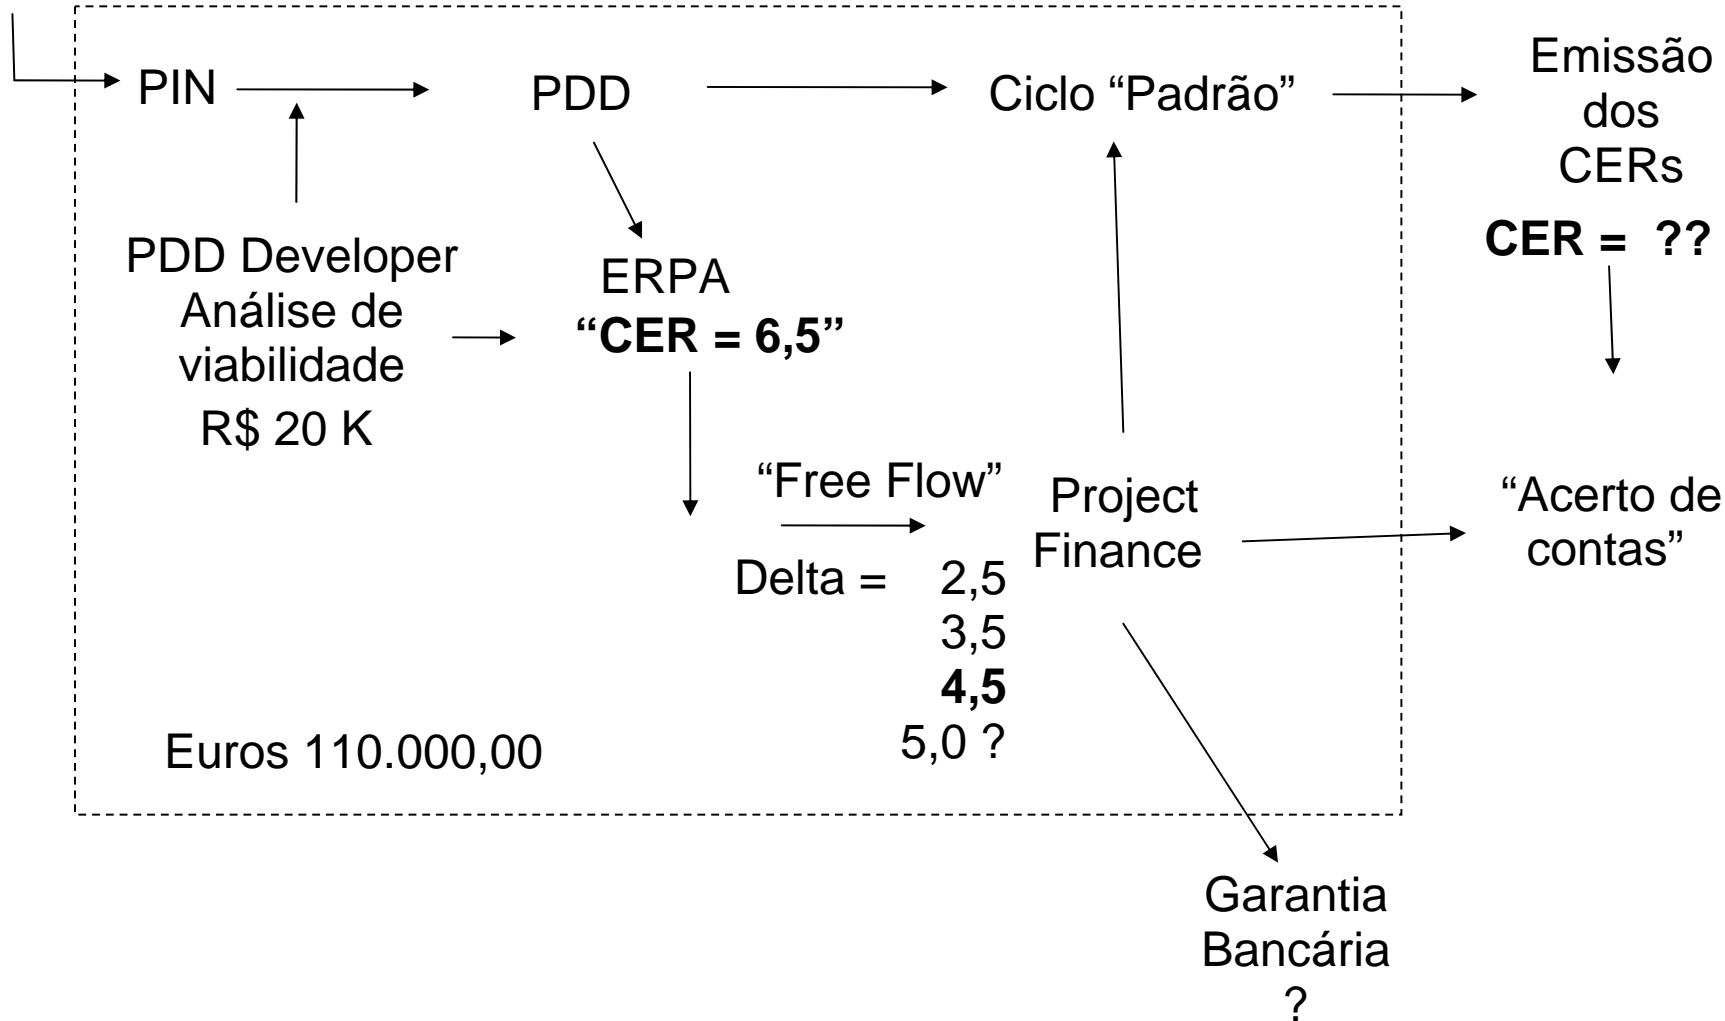 PIN
PDD
Ciclo “Padrão”
Emissão
dos
CERs
CER = ??
PDD Developer
Análise de
viabilidade
R$ 20 K
ERPA
“CER = 6,5”
“Free Flow”
Delta = 2,5
3,5
4,5
5,0 ?
Project
Finance
“Acerto de
contas”
Euros 110.000,00
Garantia
Bancária
?